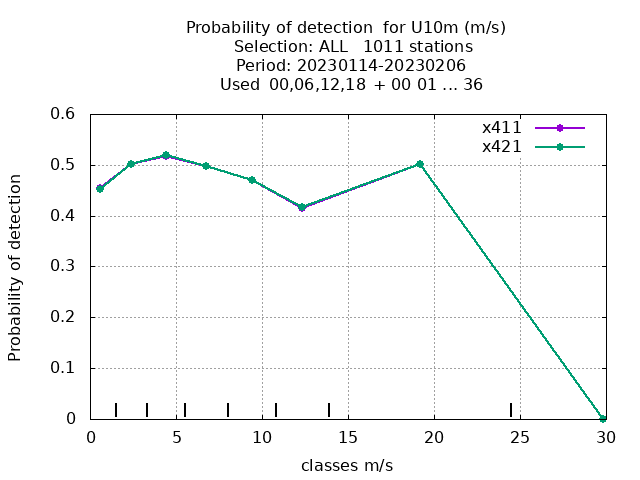 Probability of detection  for U10m (m/s)
Selection: ALL   1011 stations
Period: 20230114-20230206
Used  00,06,12,18  + 00 01 ... 36
x411
x421
0.6
0.5
0.4
0.3
0.2
0.1
0
Probability of detection
0 5 10 15 20 25 30
classes m/s